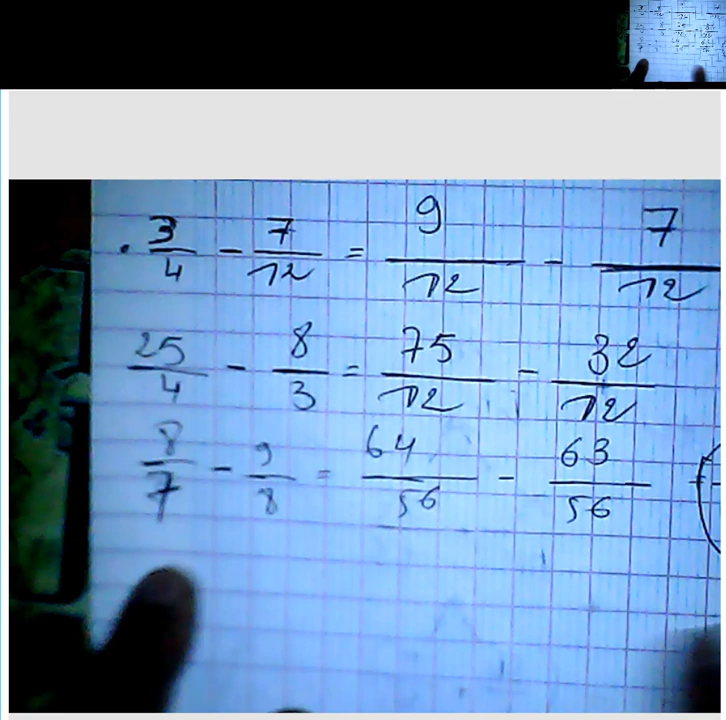 . 3/4 - 7/12 = 9/12 - 7/12
25/4 - 8/3 = 75/12 - 32/12
8/7 - 9/8 = 64/56 - 63/56